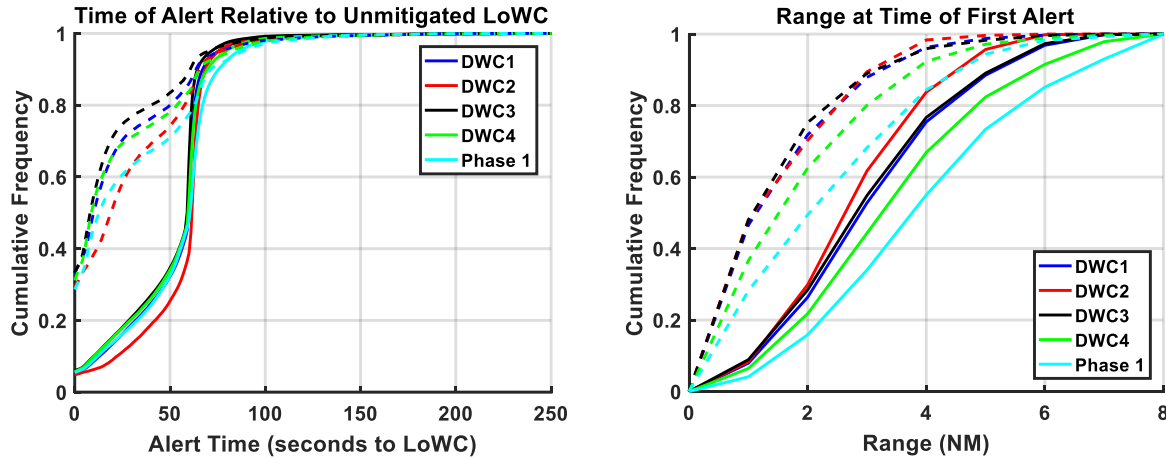 Time of Alert Relative to Unmitigated LoWC
1
0.8
0.6
0.4
0.2
0
Cumulative Frequency
DWC1
DWC2
DWC3
DWC4
Phase 1
0 50 100 150 200 250
Alert Time (seconds to LoWC)
Range at Time of First Alert
1
0.8
0.6
0.4
0.2
0
Cumulative Frequency
DWC1
DWC2
DWC3
DWC4
Phase 1
0 2 4 6 8
Range (NM)